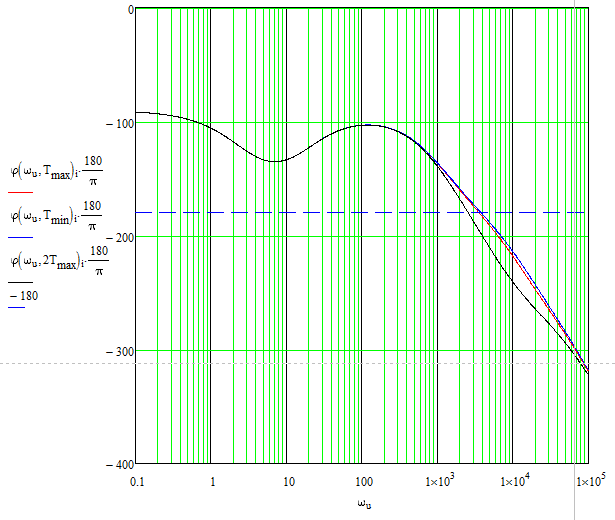 0
−100
−200
−300
−400
φ(ω_u, T_max)_i · 180/π
φ(ω_u, T_min)_i · 180/π
φ(ω_u, 2T_max)_i · 180/π
−180
0.1 1 10 100 1×10³ 1×10⁴ 1×10⁵
ω_u